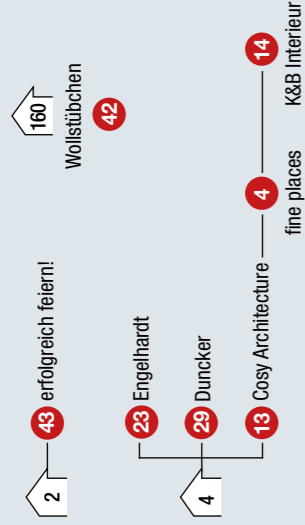 160
Wollstübchen
42
2
43 erfolgreich feiern!
23 Engelhardt
4
29 Duncker
13 Cosy Architecture
4
fine places
14
K&B Interieur